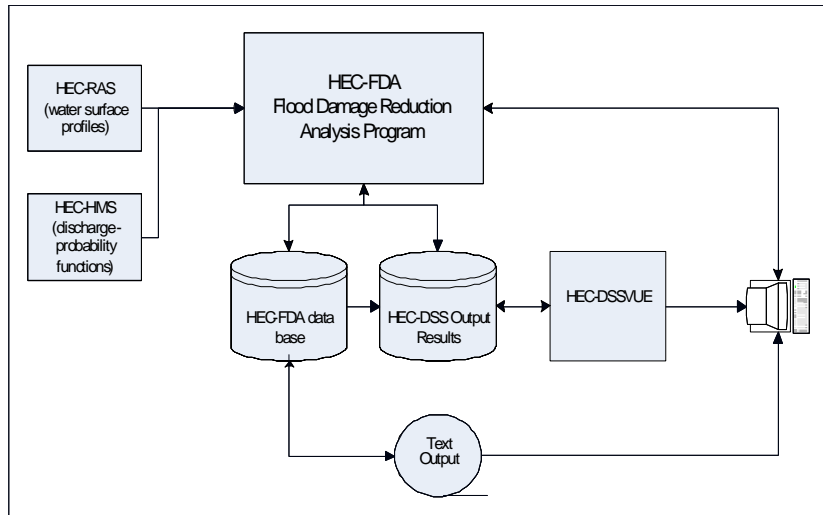 HEC-FDA
Flood Damage Reduction
Analysis Program
HEC-RAS
(water surface
profiles)
HEC-HMS
(discharge-
probability
functions)
HEC-FDA data
base
HEC-DSS Output
Results
HEC-DSSVUE
Text
Output